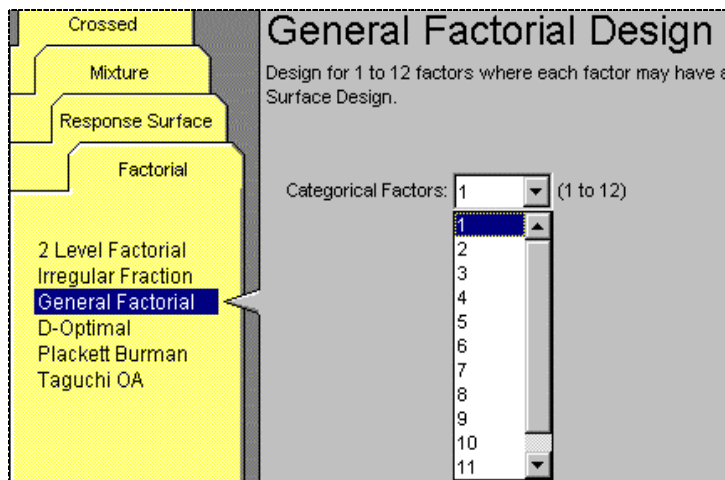 Crossed
Mixture
Response Surface
Factorial
2 Level Factorial
Irregular Fraction
General Factorial
D-Optimal
Plackett Burman
Taguchi OA
General Factorial Design
Design for 1 to 12 factors where each factor may have a
Surface Design.
Categorical Factors: 1 (1 to 12)
1
2
3
4
5
6
7
8
9
10
11